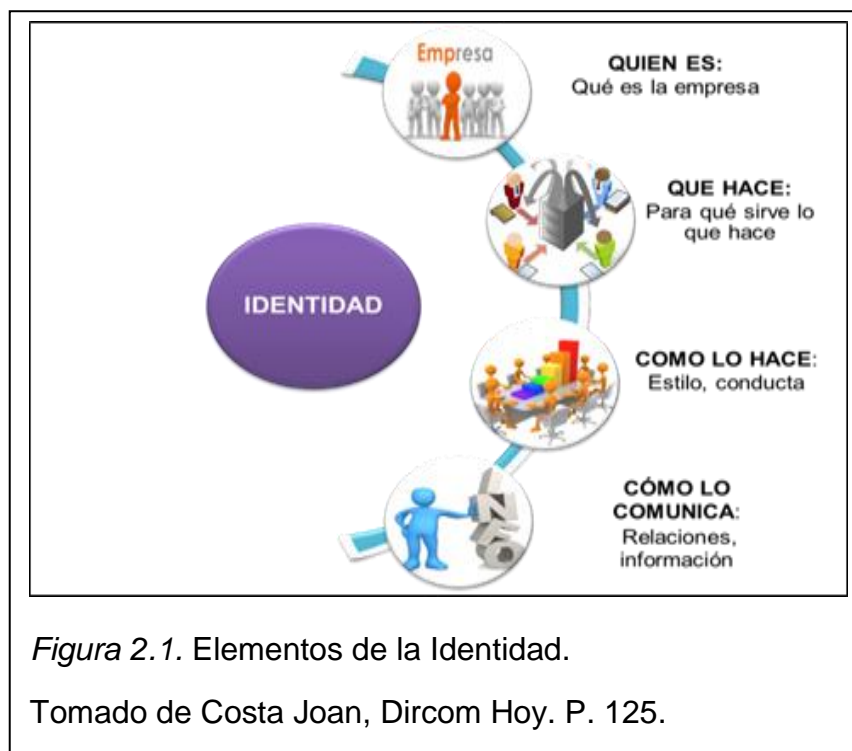 Empresa
QUIEN ES:
Qué es la empresa
QUE HACE:
Para qué sirve lo
que hace
IDENTIDAD
COMO LO HACE:
Estilo, conducta
CÓMO LO
COMUNICA:
Relaciones,
información
INFO
Figura 2.1. Elementos de la Identidad.
Tomado de Costa Joan, Dircom Hoy. P. 125.